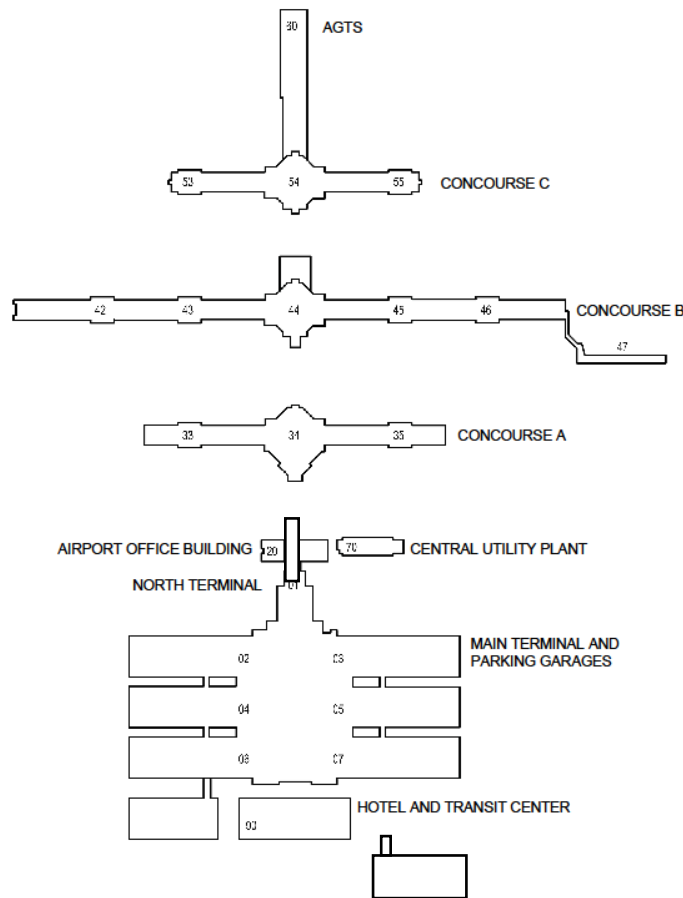 60 AGTS
53 54 55 CONCOURSE C
42 43 44 45 46 CONCOURSE B
47
33 34 35 CONCOURSE A
AIRPORT OFFICE BUILDING 20 70 CENTRAL UTILITY PLANT
NORTH TERMINAL 01
MAIN TERMINAL AND
PARKING GARAGES
02 03
04 05
06 07
HOTEL AND TRANSIT CENTER
90